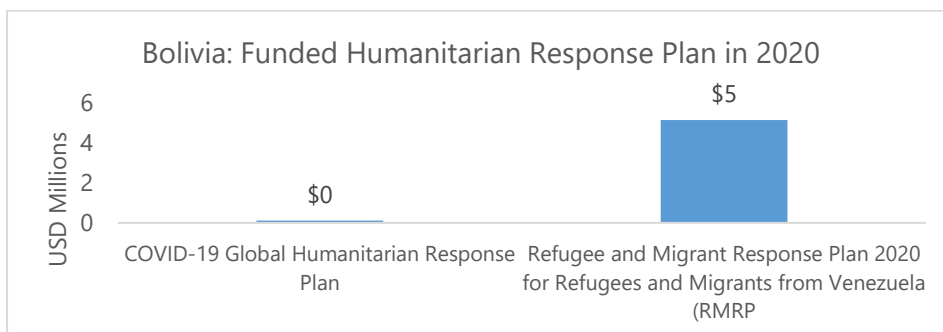 Bolivia: Funded Humanitarian Response Plan in 2020
$5
6
4
2
0
USD Millions
$0
COVID-19 Global Humanitarian Response
Plan
Refugee and Migrant Response Plan 2020
for Refugees and Migrants from Venezuela
(RMRP